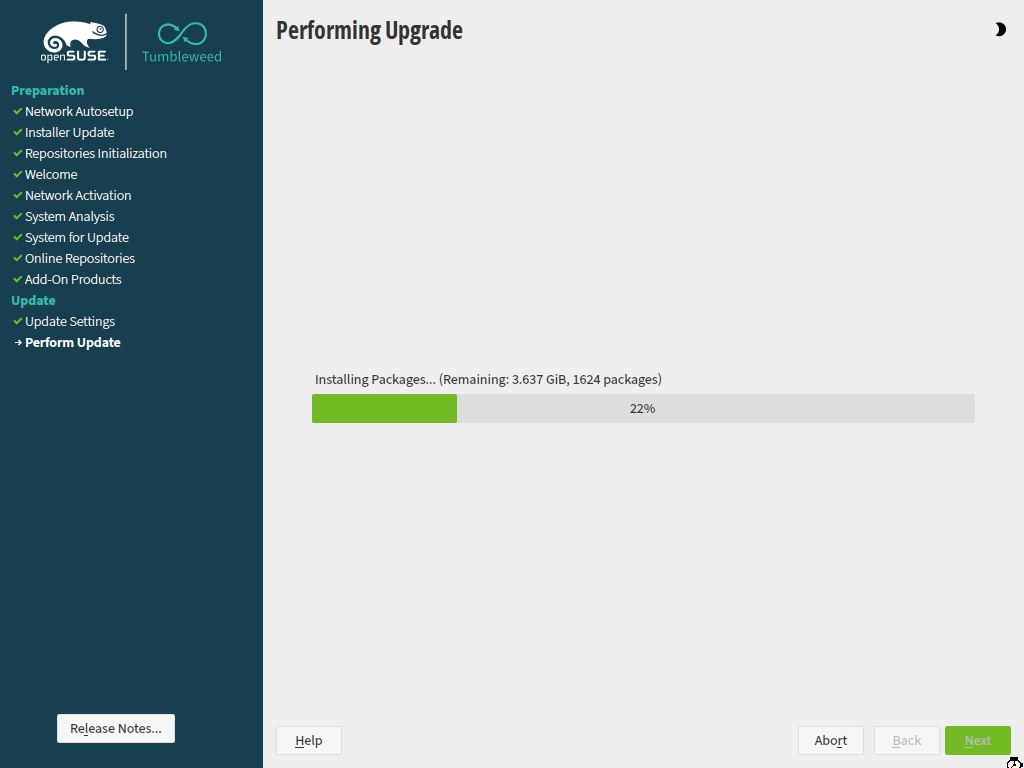 openSUSE
Tumbleweed
Preparation
Network Autosetup
Installer Update
Repositories Initialization
Welcome
Network Activation
System Analysis
System for Update
Online Repositories
Add-On Products
Update
Update Settings
Perform Update
Release Notes...
Performing Upgrade
Installing Packages... (Remaining: 3.637 GiB, 1624 packages)
22%
Help
Abort
Back
Next